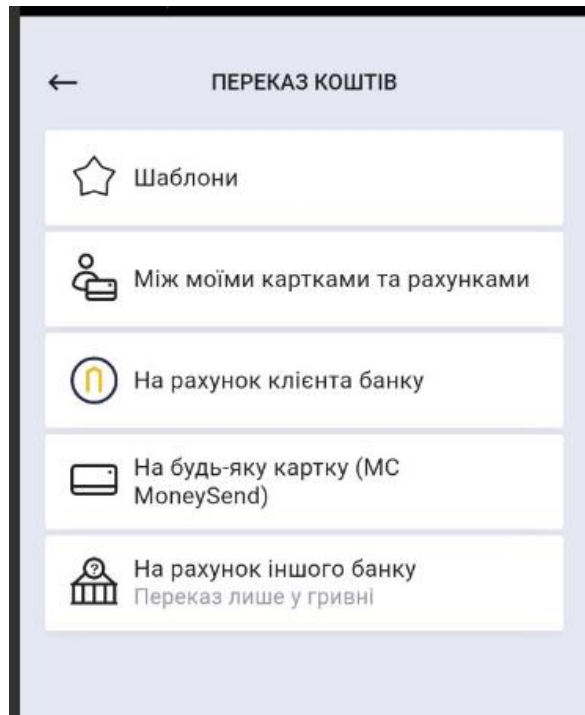 ПЕРЕКАЗ КОШТІВ
Шаблони
Між моїми картками та рахунками
На рахунок клієнта банку
На будь-яку картку (MC
MoneySend)
На рахунок іншого банку
Переказ лише у гривні